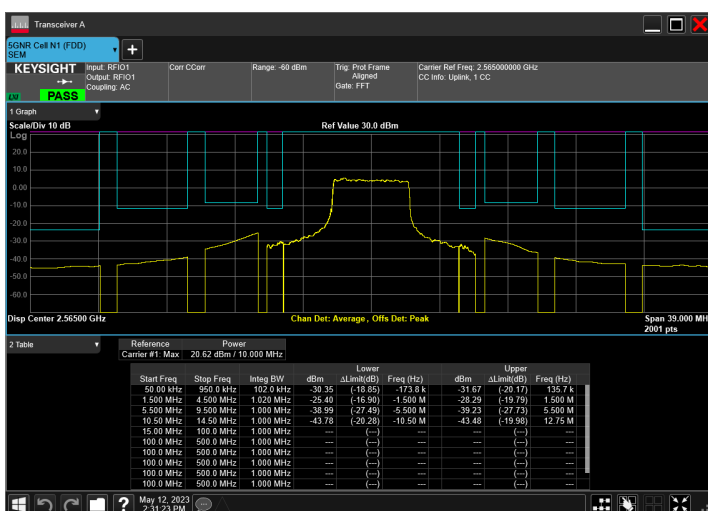 Transceiver A
5GNR Cell N1 (FDD)
SEM
KEYSIGHT
LXI
PASS
Input: RFIO1
Output: RFIO1
Coupling: AC
Corr CCorr
Range: -60 dBm
Trig: Prot Frame
Aligned
Gate: FFT
Carrier Ref Freq: 2.565000000 GHz
CC Info: Uplink, 1 CC
1 Graph
Scale/Div 10 dB
Ref Value 30.0 dBm
Log
20.0
10.0
0.00
-10.0
-20.0
-30.0
-40.0
-50.0
-60.0
Disp Center 2.56500 GHz
Chan Det: Average, Offs Det: Peak
Span 39.000 MH
2001 pts
2 Table
Reference Power
Carrier #1: Max 20.62 dBm / 10.000 MHz
Lower Upper
Start Freq Stop Freq Integ BW dBm ΔLimit(dB) Freq (Hz) dBm ΔLimit(dB) Freq (Hz)
50.00 kHz 950.0 kHz 102.0 kHz -30.35 (-18.85) -173.8 k -31.67 (-20.17) 135.7 k
1.500 MHz 4.500 MHz 1.020 MHz -25.40 (-16.90) -1.500 M -28.29 (-19.79) 1.500 M
5.500 MHz 9.500 MHz 1.000 MHz -38.99 (-27.49) -5.500 M -39.23 (-27.73) 5.500 M
10.50 MHz 14.50 MHz 1.000 MHz -43.78 (-20.28) -10.50 M -43.48 (-19.98) 12.75 M
15.00 MHz 100.0 MHz 1.000 MHz --- (---) --- --- (---) ---
100.0 MHz 500.0 MHz 1.000 MHz --- (---) --- --- (---) ---
100.0 MHz 500.0 MHz 1.000 MHz --- (---) --- --- (---) ---
100.0 MHz 500.0 MHz 1.000 MHz --- (---) --- --- (---) ---
100.0 MHz 500.0 MHz 1.000 MHz --- (---) --- --- (---) ---
May 12, 2023
2:31:23 PM